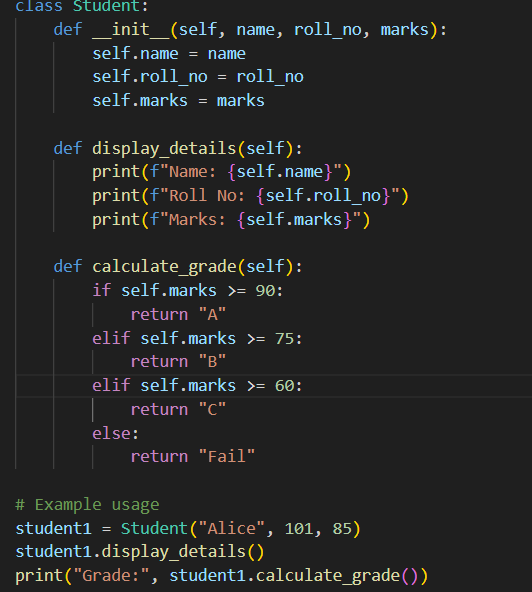 class Student:
    def __init__(self, name, roll_no, marks):
        self.name = name
        self.roll_no = roll_no
        self.marks = marks

    def display_details(self):
        print(f"Name: {self.name}")
        print(f"Roll No: {self.roll_no}")
        print(f"Marks: {self.marks}")

    def calculate_grade(self):
        if self.marks >= 90:
            return "A"
        elif self.marks >= 75:
            return "B"
        elif self.marks >= 60:
            return "C"
        else:
            return "Fail"

# Example usage
student1 = Student("Alice", 101, 85)
student1.display_details()
print("Grade:", student1.calculate_grade())